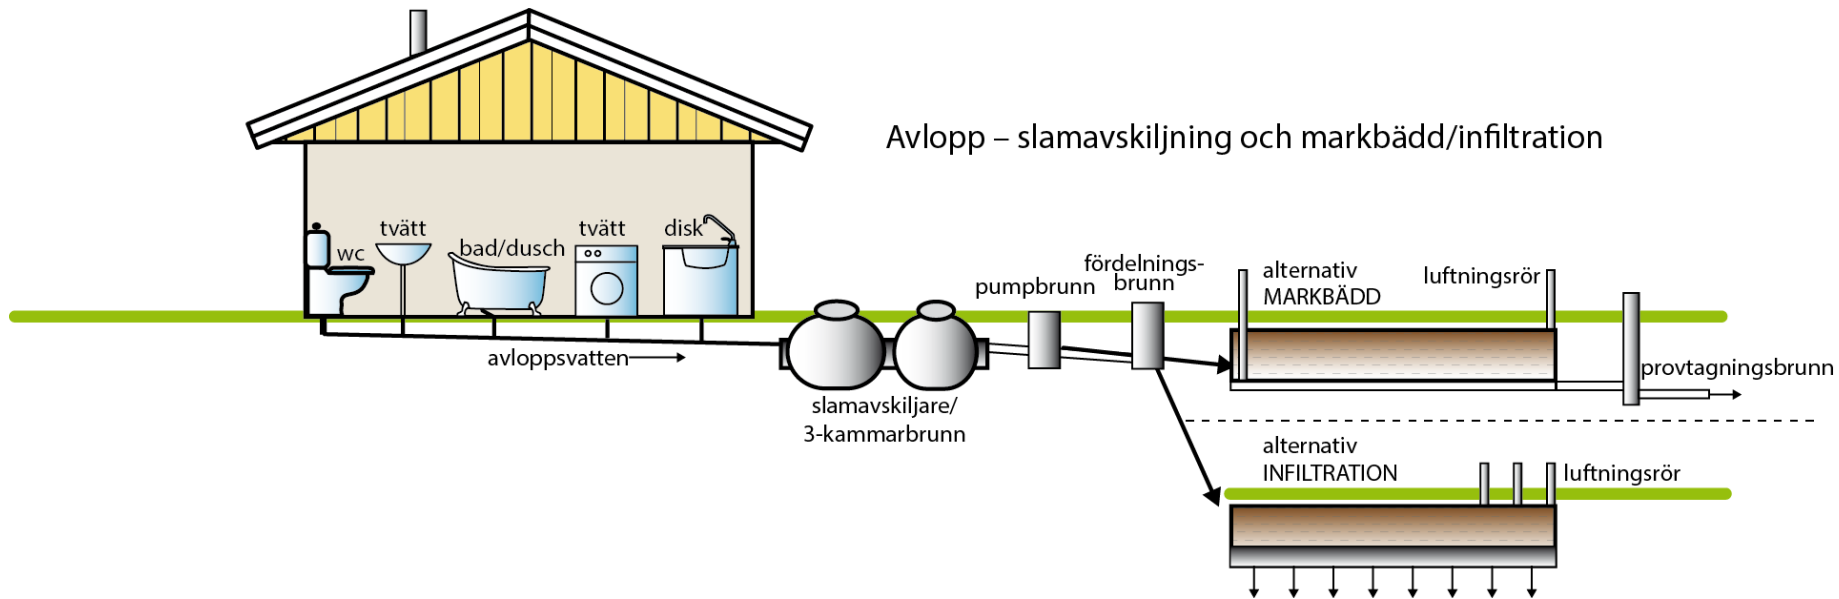 Avlopp – slamavskiljning och markbädd/infiltration
wc
tvätt
bad/dusch
tvätt
disk
avloppsvatten
slamavskiljare/
3-kammarbrunn
pumpbrunn
fördelnings-
brunn
alternativ
MARKBÄDD
luftningsrör
provtagningsbrunn
alternativ
INFILTRATION
luftningsrör